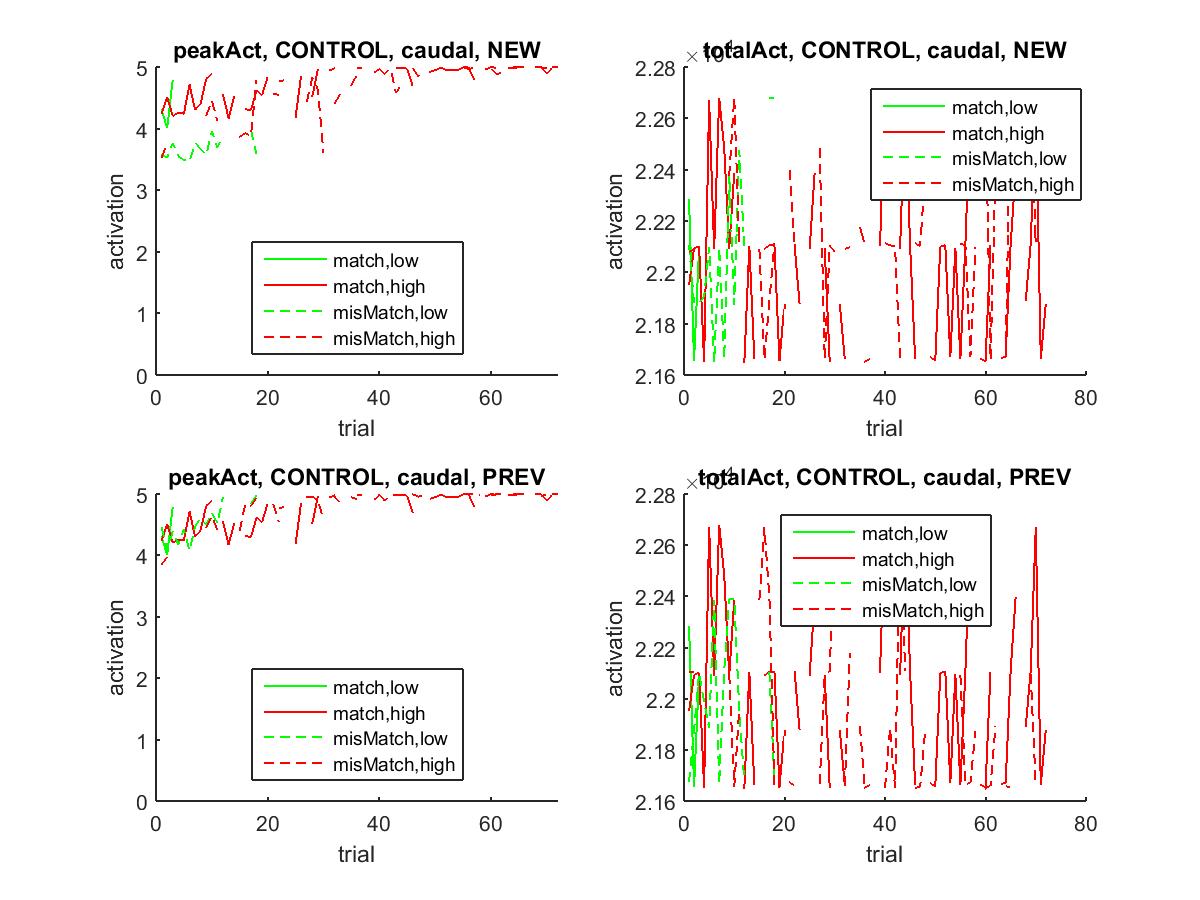 peakAct, CONTROL, caudal, NEW
5
4
3
2
1
0
activation
match,low
match,high
misMatch,low
misMatch,high
0 20 40 60
trial
totalAct, CONTROL, caudal, NEW
2.28
2.26
2.24
2.22
2.2
2.18
2.16
activation
match,low
match,high
misMatch,low
misMatch,high
0 20 40 60 80
trial
peakAct, CONTROL, caudal, PREV
5
4
3
2
1
0
activation
match,low
match,high
misMatch,low
misMatch,high
0 20 40 60
trial
totalAct, CONTROL, caudal, PREV
2.28
2.26
2.24
2.22
2.2
2.18
2.16
activation
match,low
match,high
misMatch,low
misMatch,high
0 20 40 60 80
trial